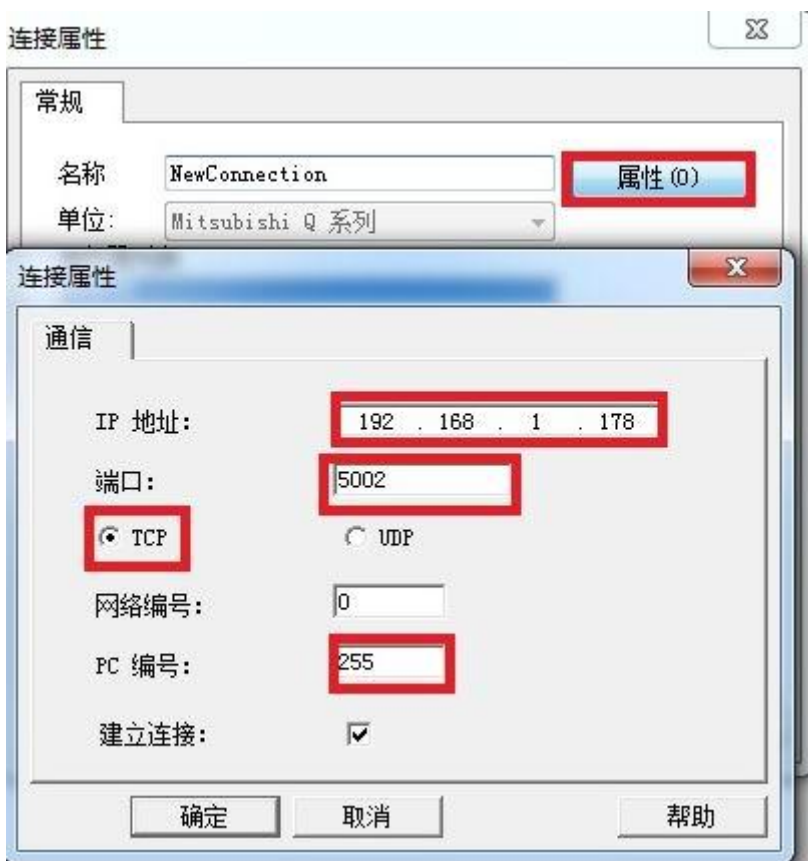 连接属性
常规
名称 NewConnection 属性(O)
单位: Mitsubishi Q 系列
连接属性
通信
IP 地址: 192 . 168 . 1 . 178
端口: 5002
TCP UDP
网络编号: 0
PC 编号: 255
建立连接:
确定 取消 帮助